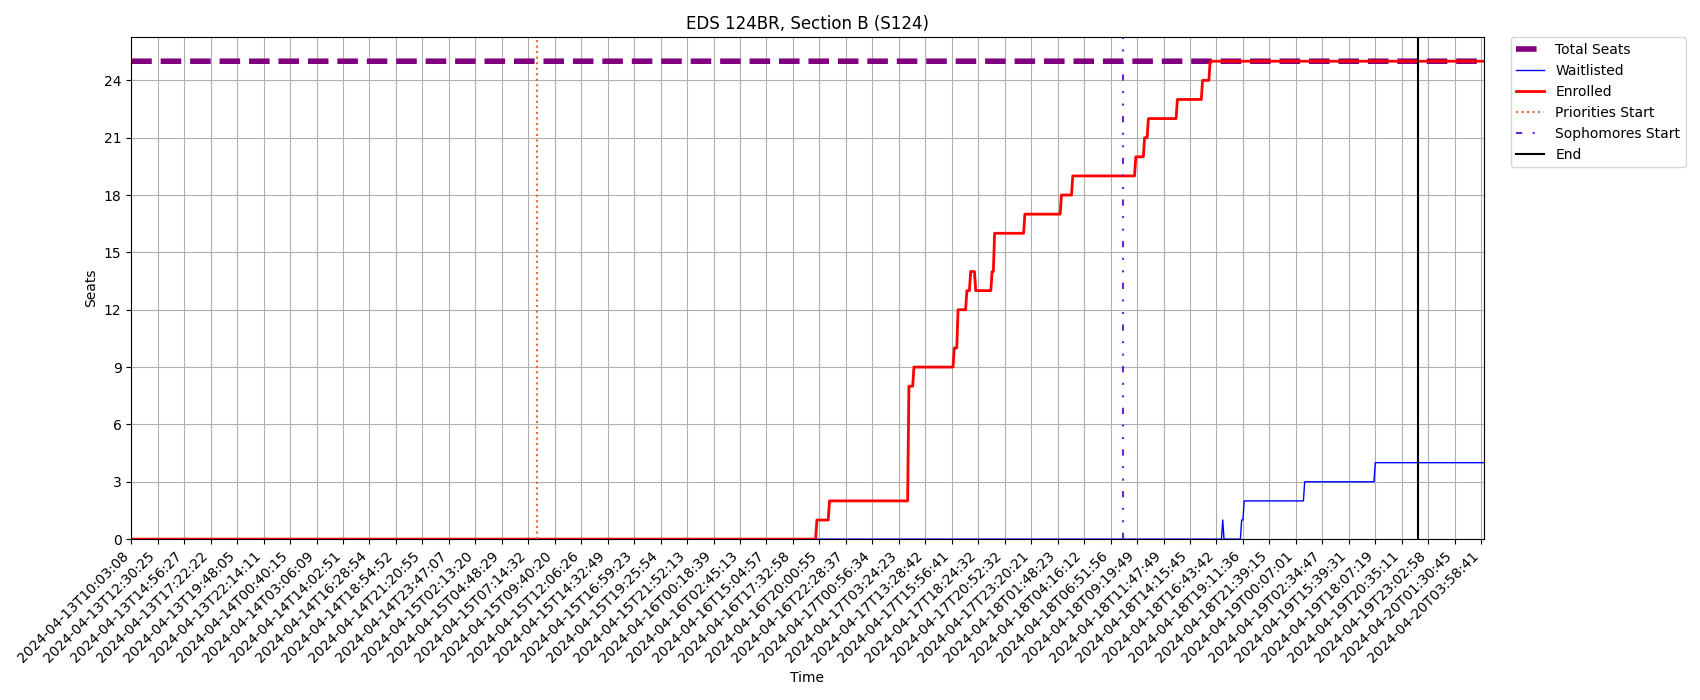 EDS 124BR, Section B (S124)
Total Seats
Waitlisted
Enrolled
Priorities Start
Sophomores Start
End
Seats
24
21
18
15
12
9
6
3
0
2024-04-13T10:03:08
2024-04-13T12:30:25
2024-04-13T14:56:27
2024-04-13T17:22:22
2024-04-13T19:48:05
2024-04-13T22:14:11
2024-04-14T00:40:15
2024-04-14T03:06:09
2024-04-14T14:02:51
2024-04-14T16:28:54
2024-04-14T18:54:52
2024-04-14T21:20:55
2024-04-14T23:47:07
2024-04-15T02:13:20
2024-04-15T04:48:29
2024-04-15T07:14:32
2024-04-15T09:40:20
2024-04-15T12:06:26
2024-04-15T14:32:49
2024-04-15T16:59:23
2024-04-15T19:25:54
2024-04-15T21:52:13
2024-04-16T00:18:39
2024-04-16T02:45:13
2024-04-16T15:04:57
2024-04-16T17:32:58
2024-04-16T20:00:55
2024-04-16T22:28:37
2024-04-17T00:56:34
2024-04-17T03:24:23
2024-04-17T13:28:42
2024-04-17T15:56:41
2024-04-17T18:24:32
2024-04-17T20:52:32
2024-04-17T23:20:21
2024-04-18T01:48:23
2024-04-18T04:16:12
2024-04-18T06:51:56
2024-04-18T09:19:49
2024-04-18T11:47:49
2024-04-18T14:15:45
2024-04-18T16:43:42
2024-04-18T19:11:36
2024-04-18T21:39:15
2024-04-19T00:07:01
2024-04-19T02:34:47
2024-04-19T15:39:31
2024-04-19T18:07:19
2024-04-19T20:35:11
2024-04-19T23:02:58
2024-04-20T01:30:45
2024-04-20T03:58:41
Time